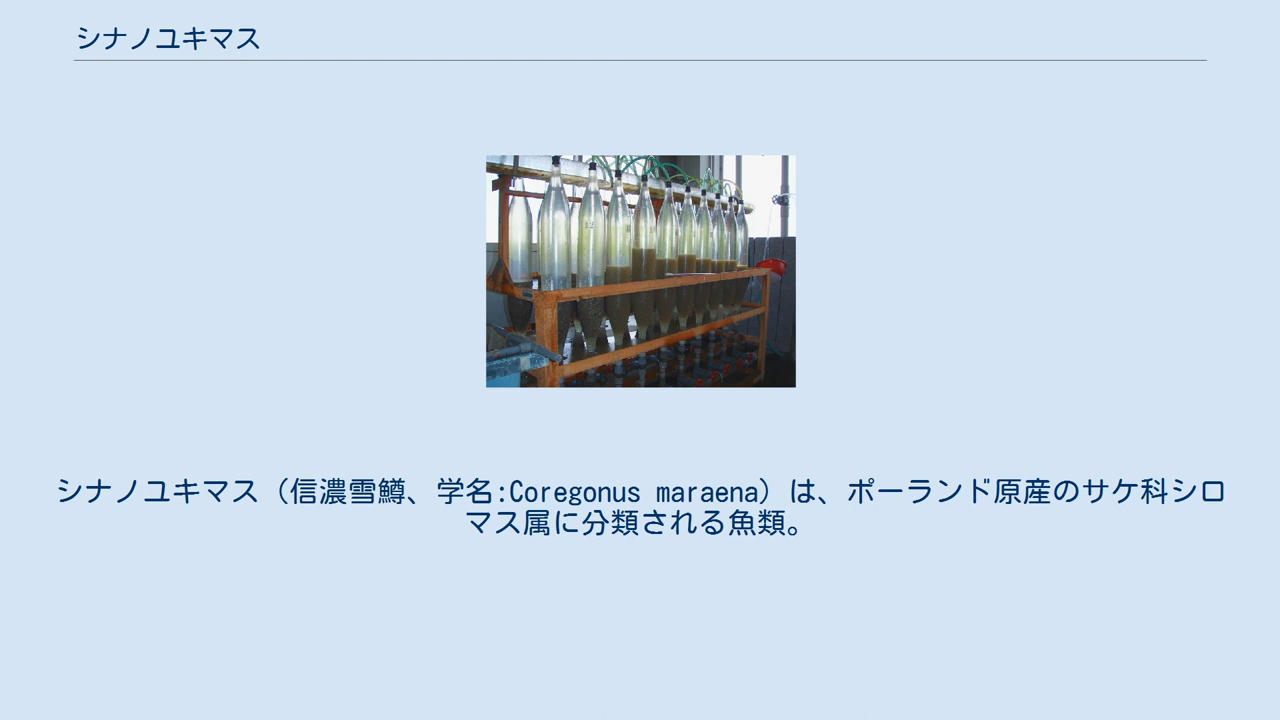 シナノユキマス
シナノユキマス（信濃雪鱒、学名:Coregonus maraena）は、ポーランド原産のサケ科シロ
マス属に分類される魚類。